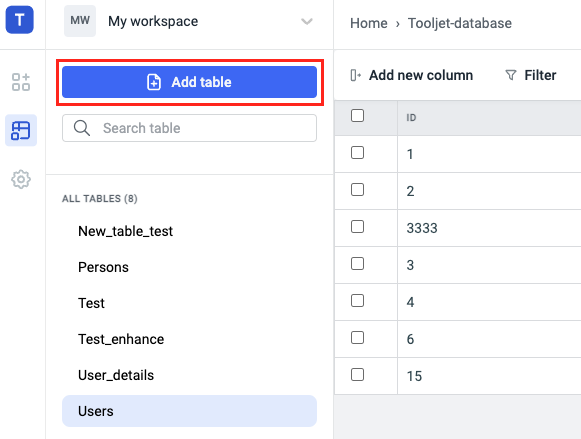 T
MW My workspace
Home › Tooljet-database
Add table
Add new column Filter
Search table
ID
1
2
3333
3
4
6
15
ALL TABLES (8)
New_table_test
Persons
Test
Test_enhance
User_details
Users